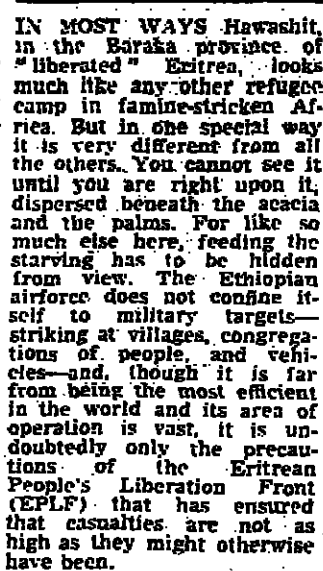 IN MOST WAYS Hawashit,
in the Baraka province of
"liberated" Eritrea, looks
much like any other refugee
camp in famine-stricken Af-
rica. But in one special way
it is very different from all
the others. You cannot see it
until you are right upon it,
dispersed beneath the acacia
and the palms. For like so
much else here, feeding the
starving has to be hidden
from view. The Ethiopian
airforce does not confine it-
self to military targets—
striking at villages, congrega-
tions of people, and vehi-
cles—and, though it is far
from being the most efficient
in the world and its area of
operation is vast, it is un-
doubtedly only the precau-
tions of the Eritrean
People's Liberation Front
(EPLF) that has ensured
that casualties are not as
high as they might otherwise
have been.